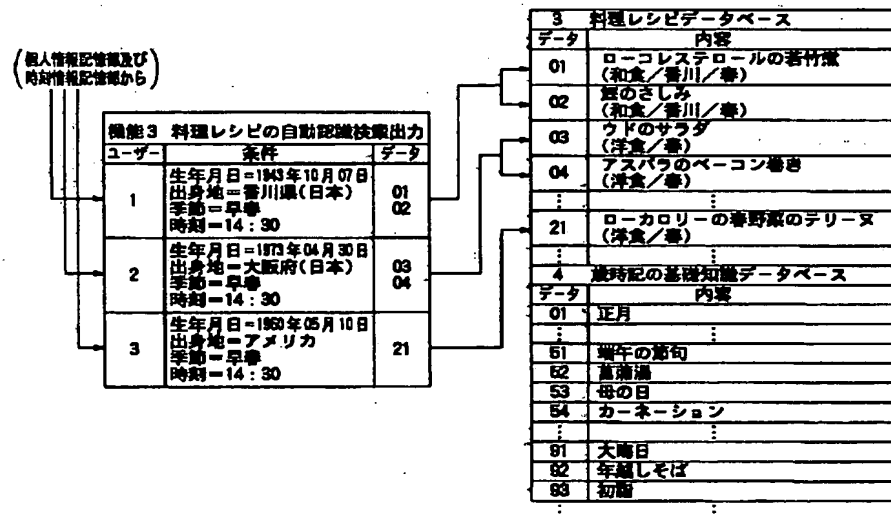 (個人情報記憶部及び
時刻情報記憶部から)
機能3 料理レシピの自動認識検索出力
ユーザー 条件 データ
1
生年月日=1943年10月07日
出身地=香川県(日本)
季節=早春
時刻=14:30
01
02
2
生年月日=1973年04月30日
出身地=大阪府(日本)
季節=早春
時刻=14:30
03
04
3
生年月日=1960年05月10日
出身地=アメリカ
季節=早春
時刻=14:30
21
3 料理レシピデータベース
データ 内容
01 ローコレステロールの若竹煮
(和食/香川/春)
02 鰹のさしみ
(和食/香川/春)
03 ウドのサラダ
(洋食/春)
04 アスパラのベーコン巻き
(洋食/春)
⋮ ⋮
21 ローカロリーの春野菜のテリーヌ
(洋食/春)
⋮ ⋮
4 歳時記の基礎知識データベース
データ 内容
01 正月
⋮ ⋮
51 端午の節句
52 菖蒲湯
53 母の日
54 カーネーション
⋮ ⋮
91 大晦日
92 年越しそば
93 初詣
⋮ ⋮